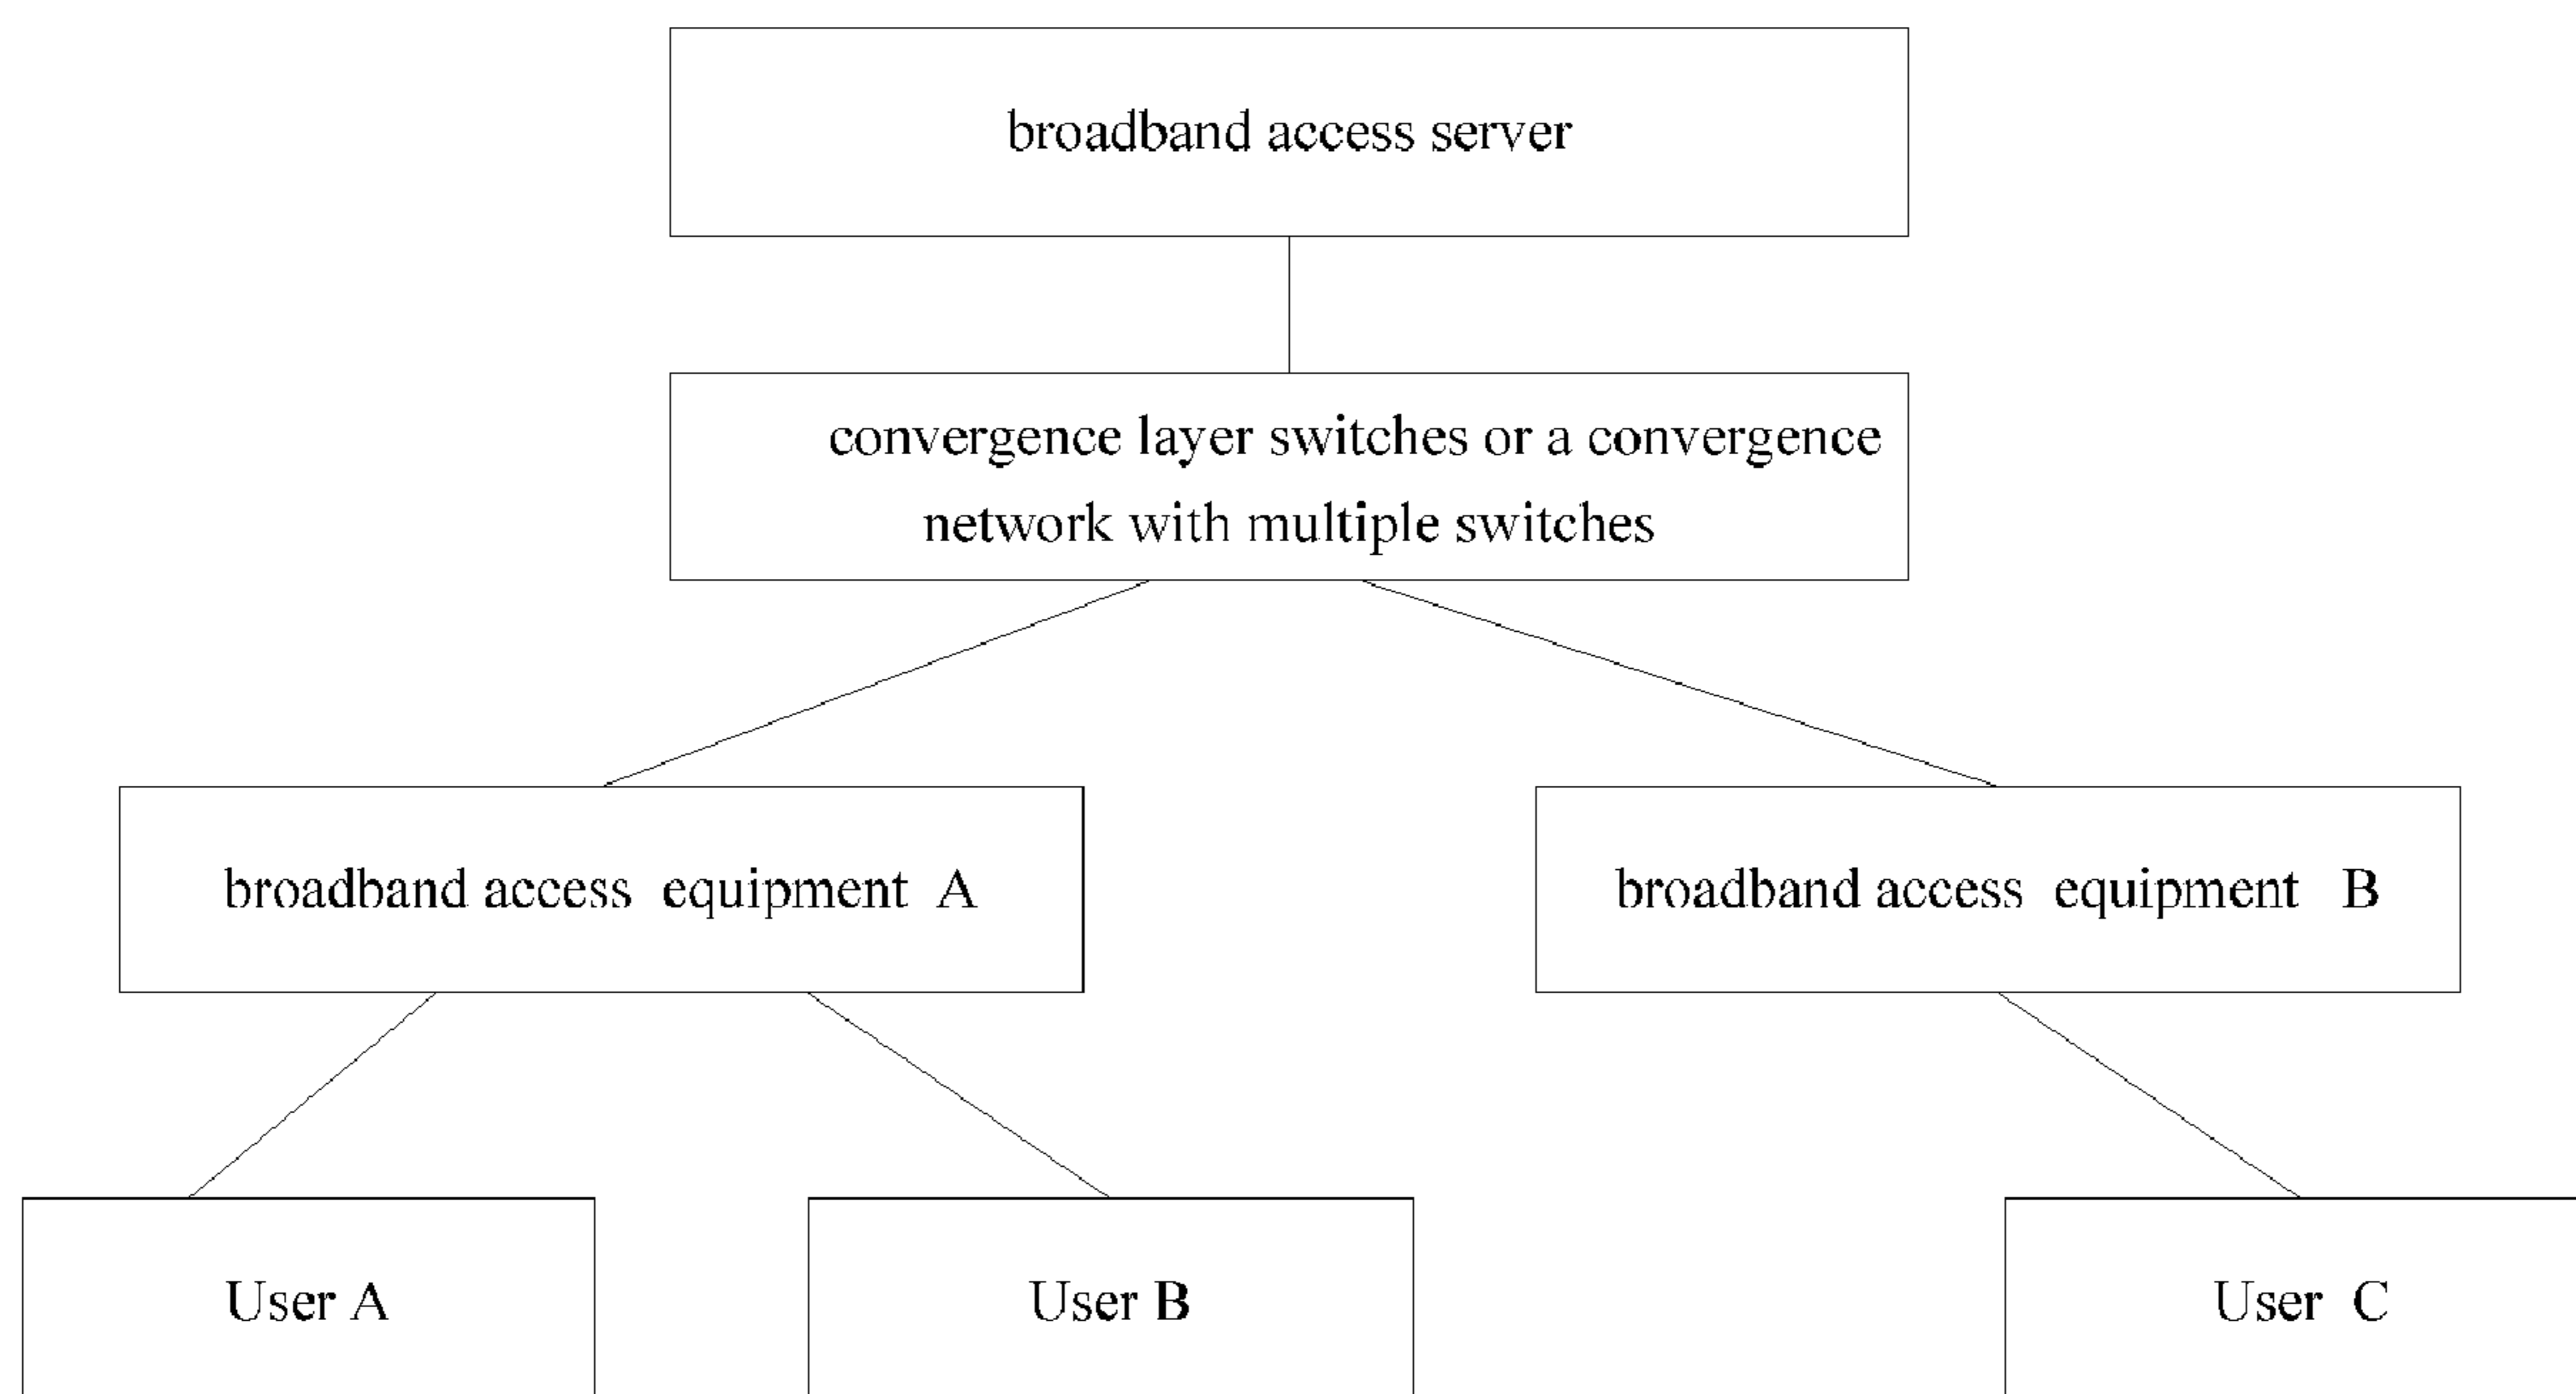 broadband access server
convergence layer switches or a convergence
network with multiple switches
broadband access equipment A
broadband access equipment B
User A
User B
User C